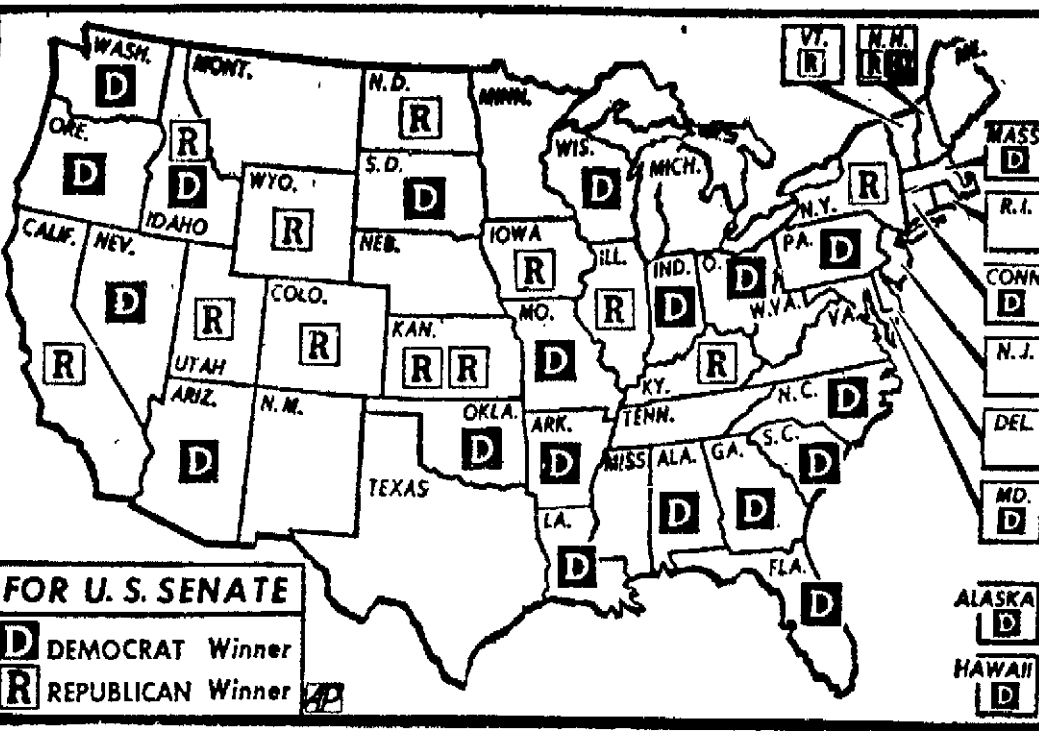 WASH.
MONT.
N.D.
R
MINN.
VT.
R
N.H.
R
ME.
D
ORE.
D
R
D
IDAHO
WYO.
R
S.D.
D
WIS.
D
MICH.
N.Y.
R
MASS
D
R.I.
CALIF.
R
NEV.
D
NEB.
IOWA
R
ILL.
R
IND.
D
O.
D
PA.
D
CONN
D
UTAH
R
COLO.
R
KAN.
R R
MO.
D
KY.
R
W.VA.
VA.
N.J.
ARIZ.
D
N.M.
OKLA.
D
ARK.
D
TENN.
N.C.
D
DEL.
TEXAS
LA.
D
MISS
ALA.
D
GA.
D
S.C.
D
MD.
D
FLA.
D
ALASKA
D
HAWAII
D
FOR U. S. SENATE
D DEMOCRAT Winner
R REPUBLICAN Winner
AP